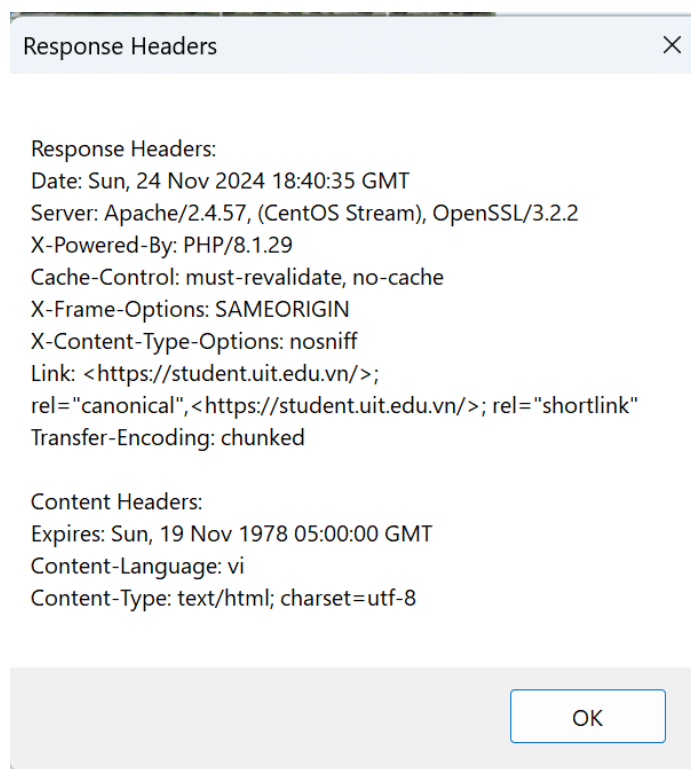 Response Headers
Response Headers:
Date: Sun, 24 Nov 2024 18:40:35 GMT
Server: Apache/2.4.57, (CentOS Stream), OpenSSL/3.2.2
X-Powered-By: PHP/8.1.29
Cache-Control: must-revalidate, no-cache
X-Frame-Options: SAMEORIGIN
X-Content-Type-Options: nosniff
Link: <https://student.uit.edu.vn/>;
rel="canonical",<https://student.uit.edu.vn/>; rel="shortlink"
Transfer-Encoding: chunked
Content Headers:
Expires: Sun, 19 Nov 1978 05:00:00 GMT
Content-Language: vi
Content-Type: text/html; charset=utf-8
OK